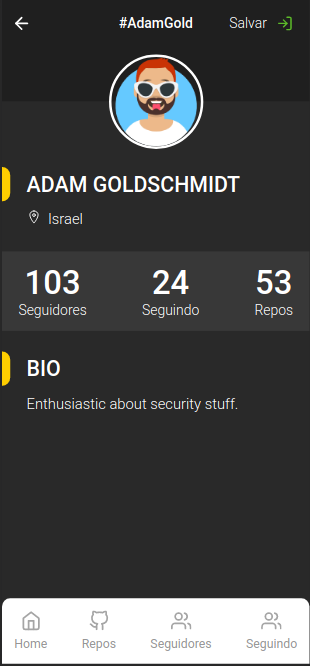 #AdamGold Salvar
ADAM GOLDSCHMIDT
Israel
103 24 53
Seguidores Seguindo Repos
BIO
Enthusiastic about security stuff.
Home Repos Seguidores Seguindo